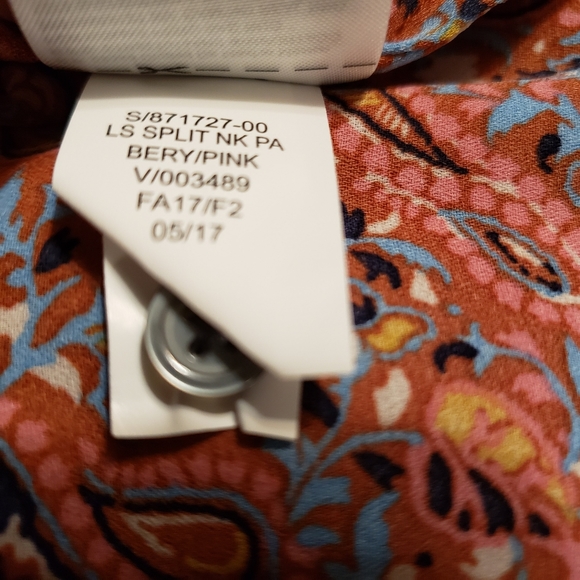 S/871727-00
LS SPLIT NK PA
BERY/PINK
V/003489
FA17/F2
05/17